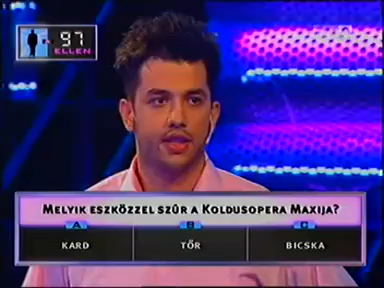 97
ELLEN
MELYIK ESZKÖZZEL SZÚR A KOLDUSOPERA MAXIJA?
A B C
KARD TŐR BICSKA